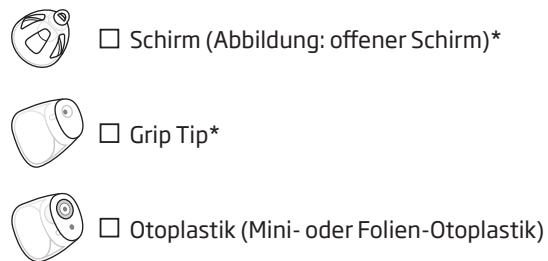 ☐ Schirm (Abbildung: offener Schirm)*
☐ Grip Tip*
☐ Otoplastik (Mini- oder Folien-Otoplastik)